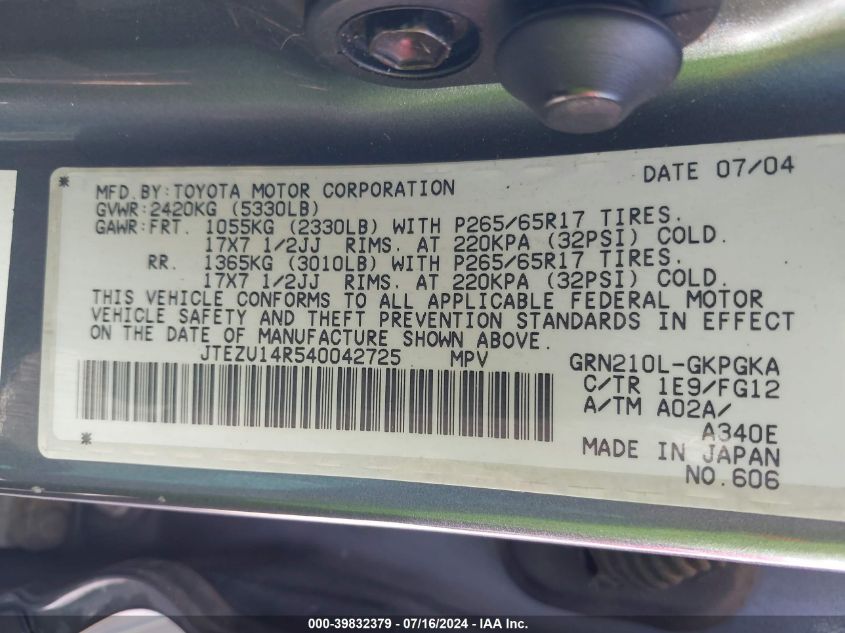 DATE 07/04
* MFD. BY: TOYOTA MOTOR CORPORATION
GVWR: 2420KG (5330LB)
GAWR: FRT. 1055KG (2330LB) WITH P265/65R17 TIRES.
17X7 1/2JJ RIMS. AT 220KPA (32PSI) COLD.
RR. 1365KG (3010LB) WITH P265/65R17 TIRES.
17X7 1/2JJ RIMS. AT 220KPA (32PSI) COLD.
THIS VEHICLE CONFORMS TO ALL APPLICABLE FEDERAL MOTOR
VEHICLE SAFETY AND THEFT PREVENTION STANDARDS IN EFFECT
ON THE DATE OF MANUFACTURE SHOWN ABOVE.
JTEZU14R540042725 MPV GRN210L-GKPGKA
C/TR 1E9/FG12
A/TM A02A/
* A340E
MADE IN JAPAN
NO.606
000-39832379 - 07/16/2024 - IAA Inc.